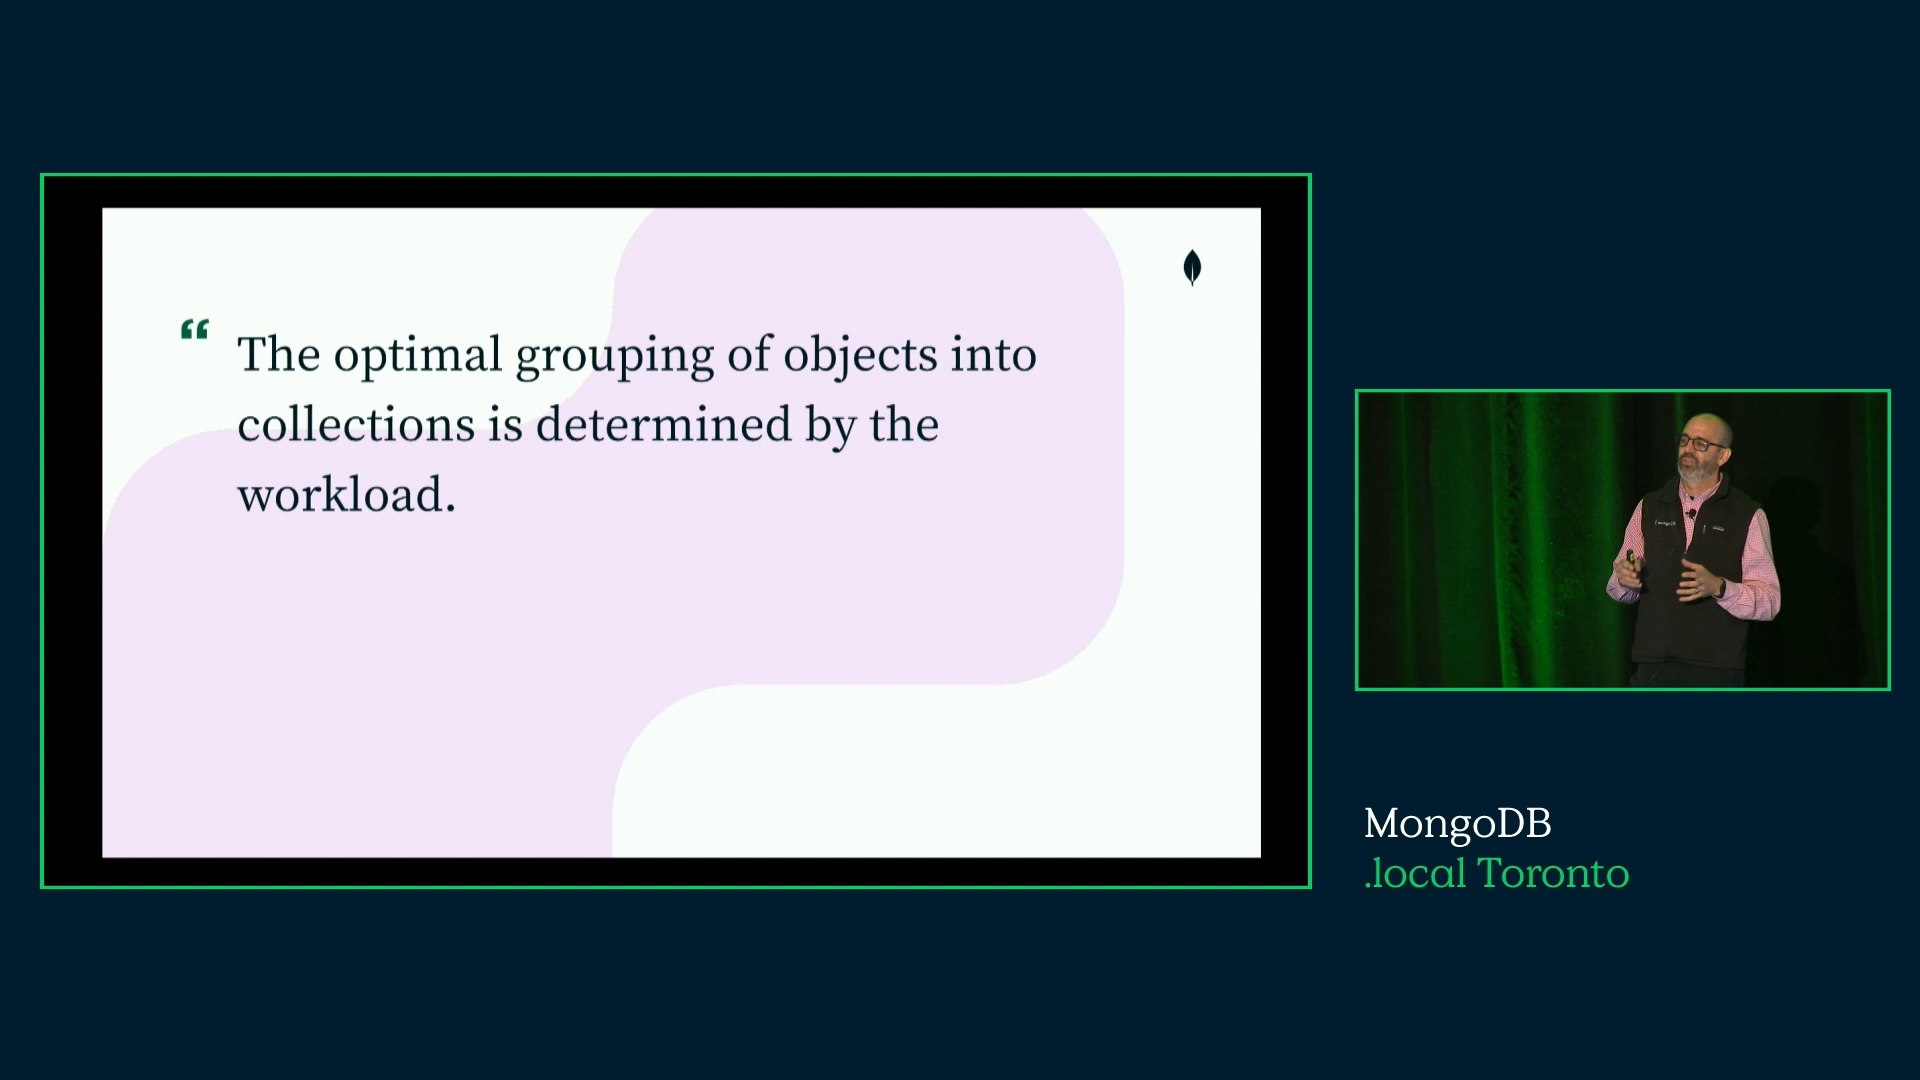 “ The optimal grouping of objects into
collections is determined by the
workload.
MongoDB
.local Toronto